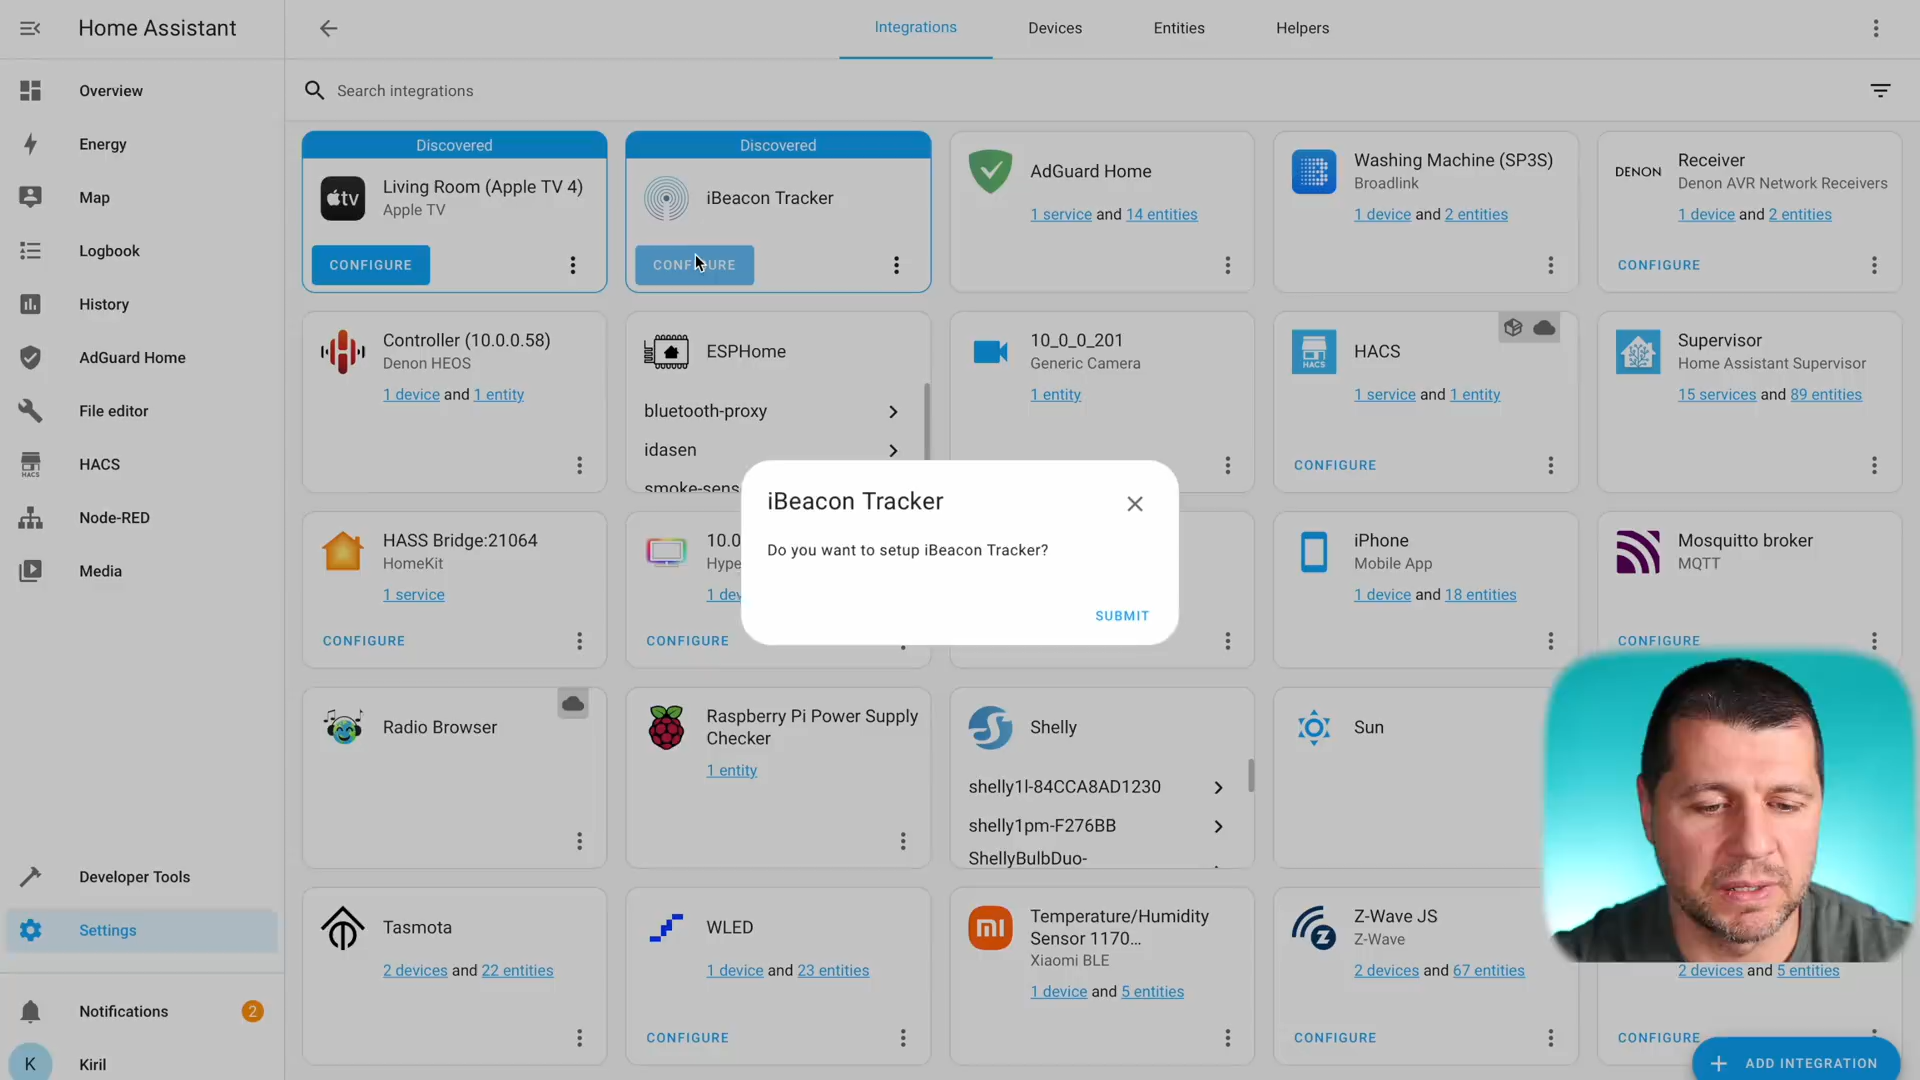 Home Assistant
Integrations
Devices
Entities
Helpers
Overview
Energy
Map
Logbook
History
AdGuard Home
File editor
HACS
HACS
Node-RED
Media
Developer Tools
Settings
Notifications
2
K
Kiril
Search integrations
Discovered
tv
Living Room (Apple TV 4)
Apple TV
CONFIGURE
Discovered
iBeacon Tracker
CONFIGURE
AdGuard Home
1 service and 14 entities
Washing Machine (SP3S)
Broadlink
1 device and 2 entities
DENON
Receiver
Denon AVR Network Receivers
1 device and 2 entities
CONFIGURE
Controller (10.0.0.58)
Denon HEOS
1 device and 1 entity
ESPHome
bluetooth-proxy
idasen
smoke-sens
10_0_0_201
Generic Camera
1 entity
HACS
HACS
1 service and 1 entity
CONFIGURE
Supervisor
Home Assistant Supervisor
15 services and 89 entities
iBeacon Tracker
Do you want to setup iBeacon Tracker?
SUBMIT
HASS Bridge:21064
HomeKit
1 service
CONFIGURE
10.0
Hype
1 dev
CONFIGURE
iPhone
Mobile App
1 device and 18 entities
Mosquitto broker
MQTT
CONFIGURE
Radio Browser
Raspberry Pi Power Supply
Checker
1 entity
Shelly
shelly1l-84CCA8AD1230
shelly1pm-F276BB
ShellyBulbDuo-
Sun
Tasmota
2 devices and 22 entities
WLED
1 device and 23 entities
CONFIGURE
Temperature/Humidity
Sensor 1170...
Xiaomi BLE
1 device and 5 entities
Z-Wave JS
Z-Wave
2 devices and 67 entities
CONFIGURE
2 devices and 5 entities
CONFIGURE
ADD INTEGRATION